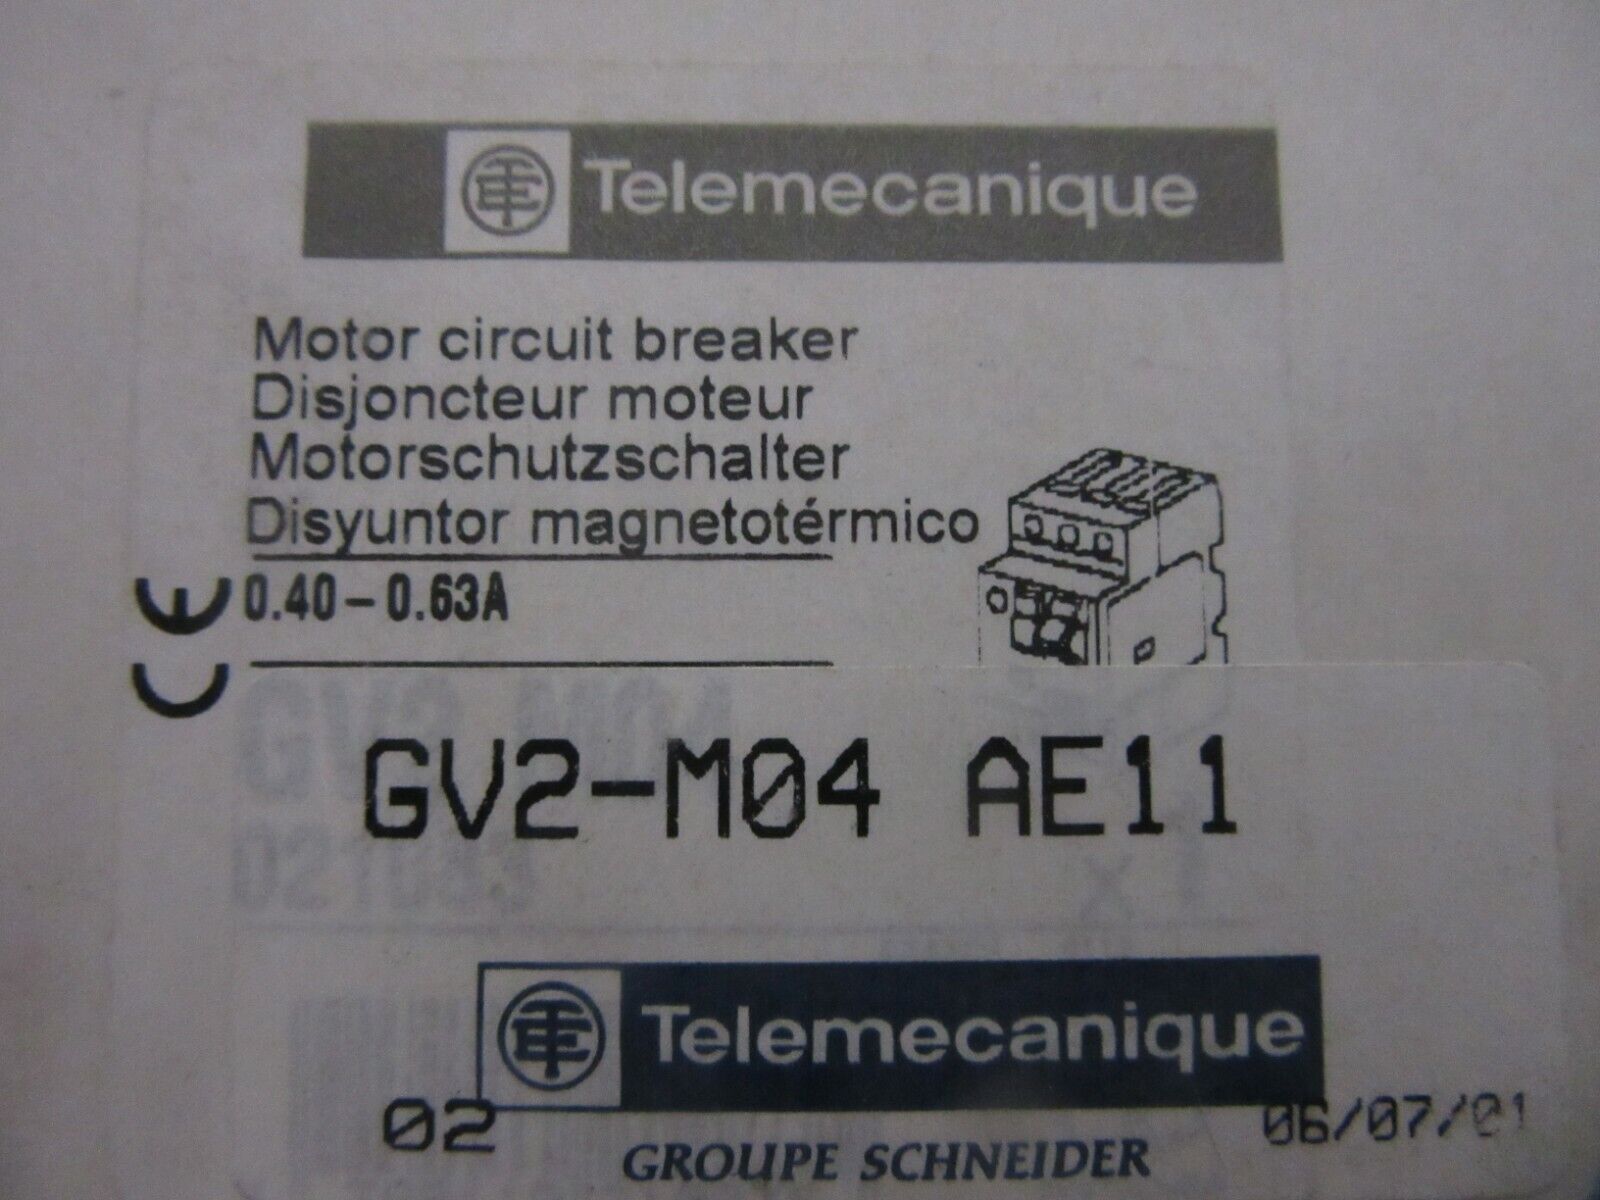 Telemecanique
Motor circuit breaker
Disjoncteur moteur
Motorschutzschalter
Disyuntor magnetotérmico
CE
0.40-0.63A
GV2-M04 AE11
Telemecanique
02
06/07/01
GROUPE SCHNEIDER